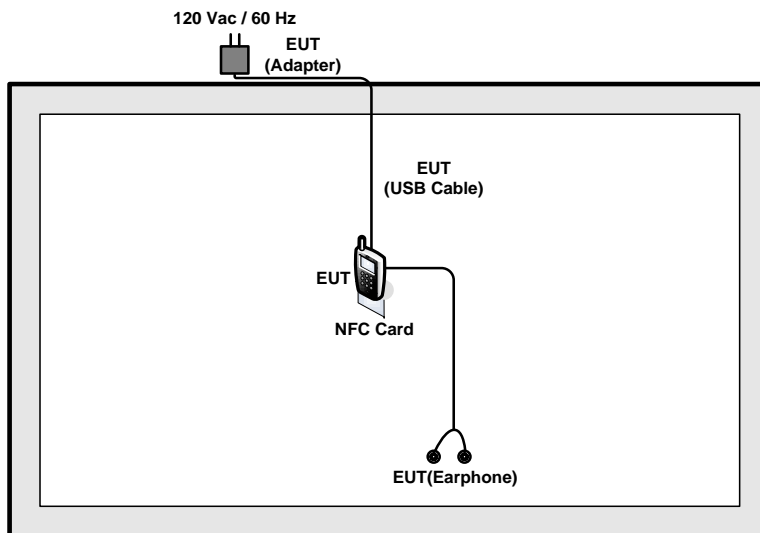 120 Vac / 60 Hz
EUT
(Adapter)
EUT
(USB Cable)
EUT
NFC Card
EUT(Earphone)